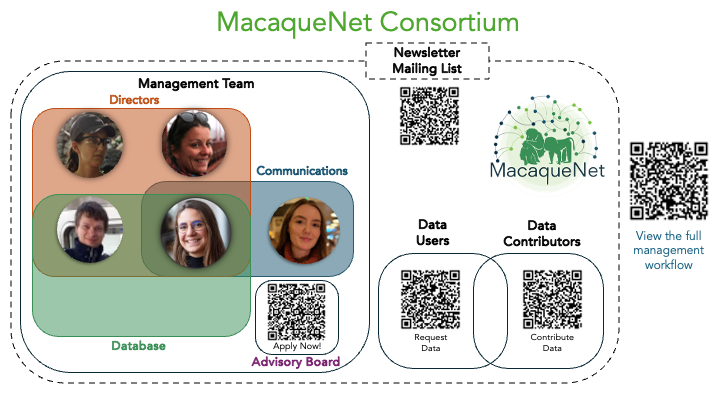 MacaqueNet Consortium
Newsletter
Mailing List
Management Team
Directors
Communications
MacaqueNet
Data
Users
Data
Contributors
View the full
management
workflow
Request
Data
Contribute
Data
Apply Now!
Database
Advisory Board